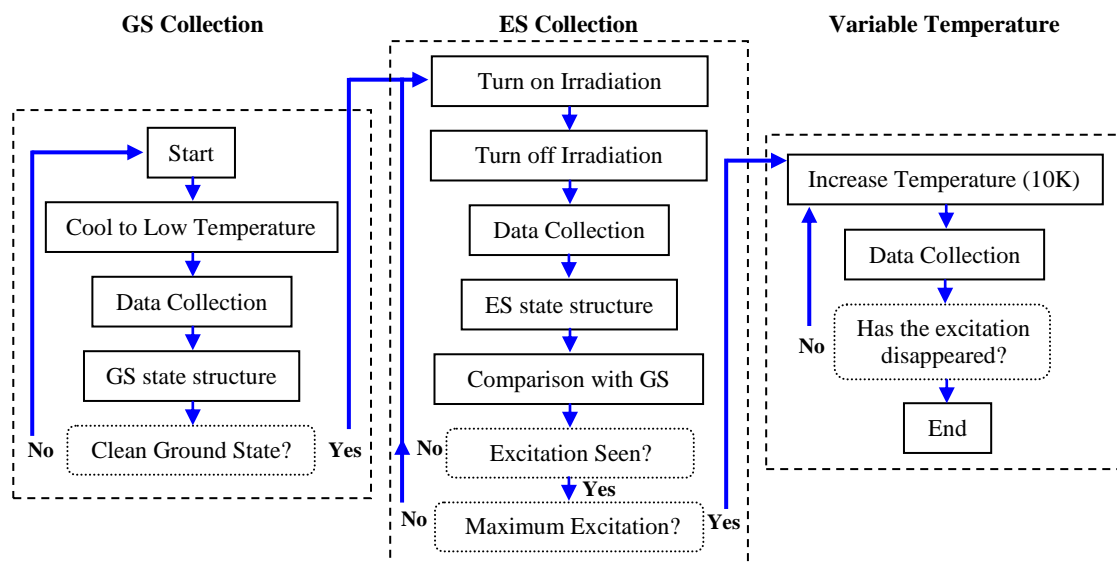 GS Collection
Start
Cool to Low Temperature
Data Collection
GS state structure
Clean Ground State?
No
Yes
ES Collection
Turn on Irradiation
Turn off Irradiation
Data Collection
ES state structure
Comparison with GS
Excitation Seen?
No
Yes
Maximum Excitation?
No
Yes
Variable Temperature
Increase Temperature (10K)
Data Collection
Has the excitation
disappeared?
No
End